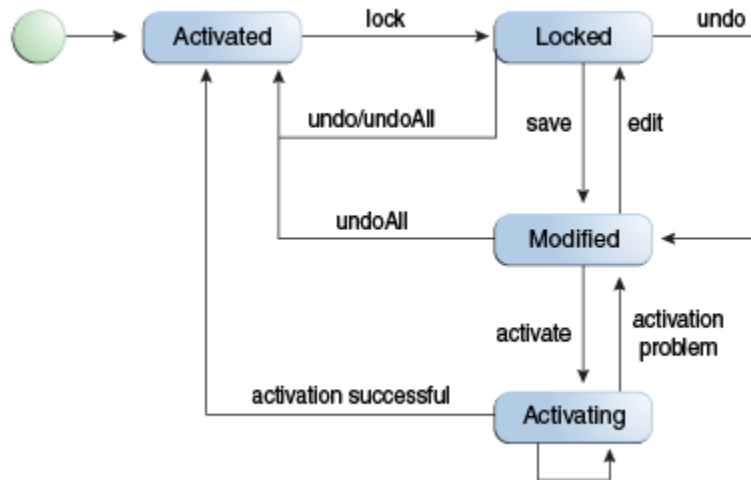 Activated
lock
Locked
undo
undo/undoAll
save
edit
undoAll
Modified
activate
activation
problem
activation successful
Activating